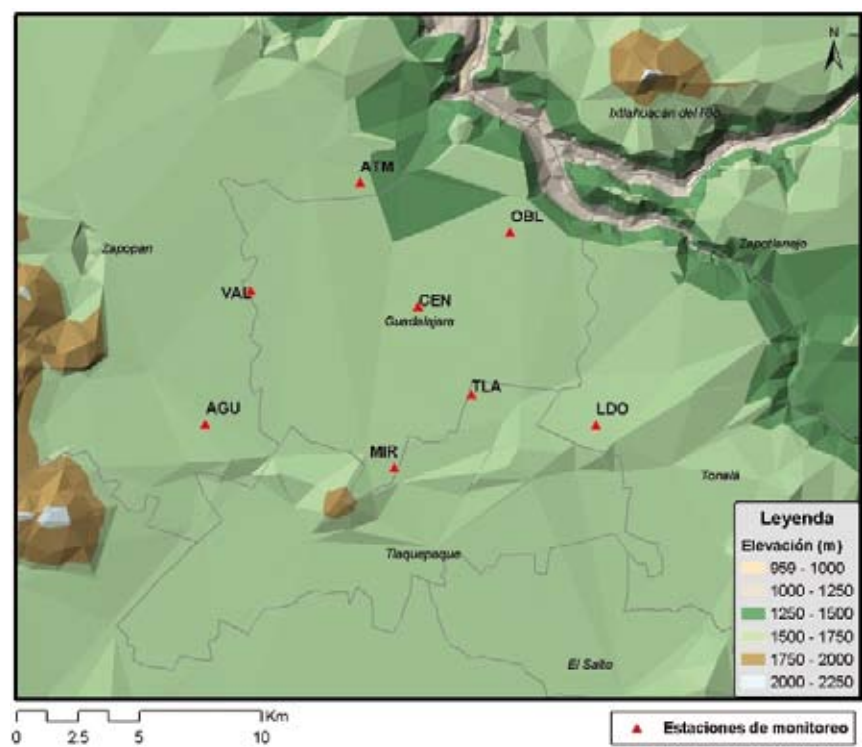 N
Ixtlahuacán del Río
ATM
OBL
Zapopan
Zapotlanejo
VAL
CEN
Guadalajara
TLA
AGU
LDO
MIR
Tonalá
Tlaquepaque
El Salto
Leyenda
Elevación (m)
959 - 1000
1000 - 1250
1250 - 1500
1500 - 1750
1750 - 2000
2000 - 2250
Km
0 2.5 5 10
Estaciones de monitoreo